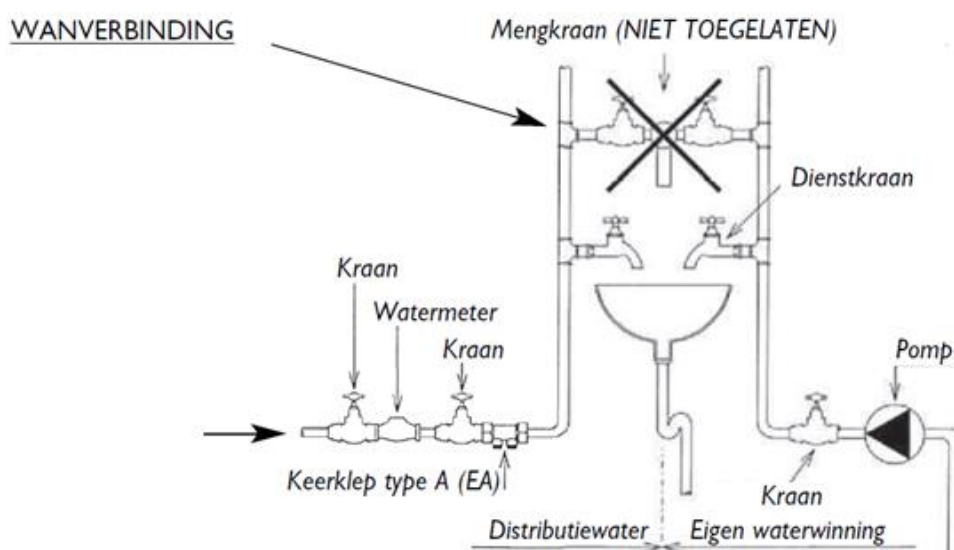 WANVERBINDING
Mengkraan (NIET TOEGELATEN)
Dienstkraan
Kraan
Watermeter
Kraan
Pomp
Keerklep type A (EA)
Kraan
Distributiewater
Eigen waterwinning